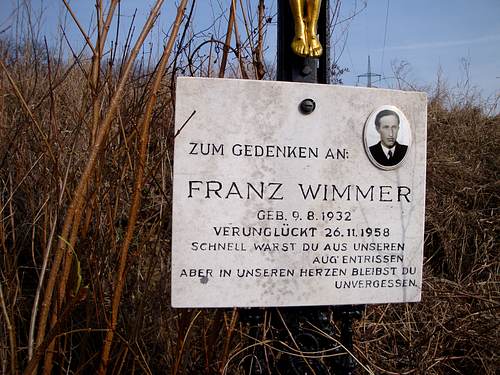 ZUM GEDENKEN AN:
FRANZ WIMMER
GEB. 9. 8. 1932
VERUNGLÜCKT 26.11.1958
SCHNELL WARST DU AUS UNSEREN
AUG' ENTRISSEN
ABER IN UNSEREN HERZEN BLEIBST DU
UNVERGESSEN.